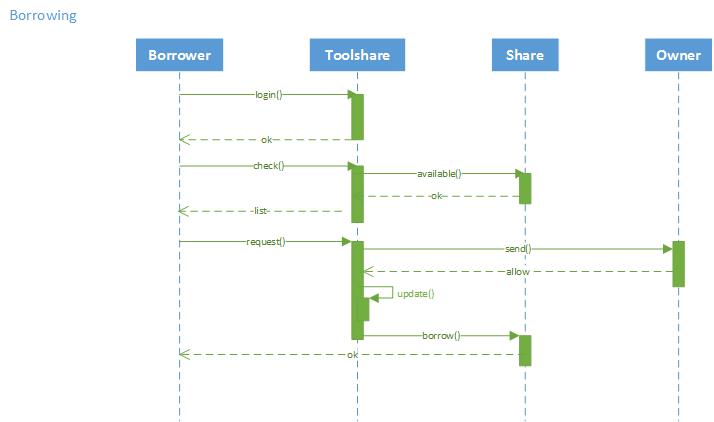 Borrowing
Borrower
Toolshare
Share
Owner
login()
ok
check()
available()
ok
list
request()
send()
allow
update()
borrow()
ok